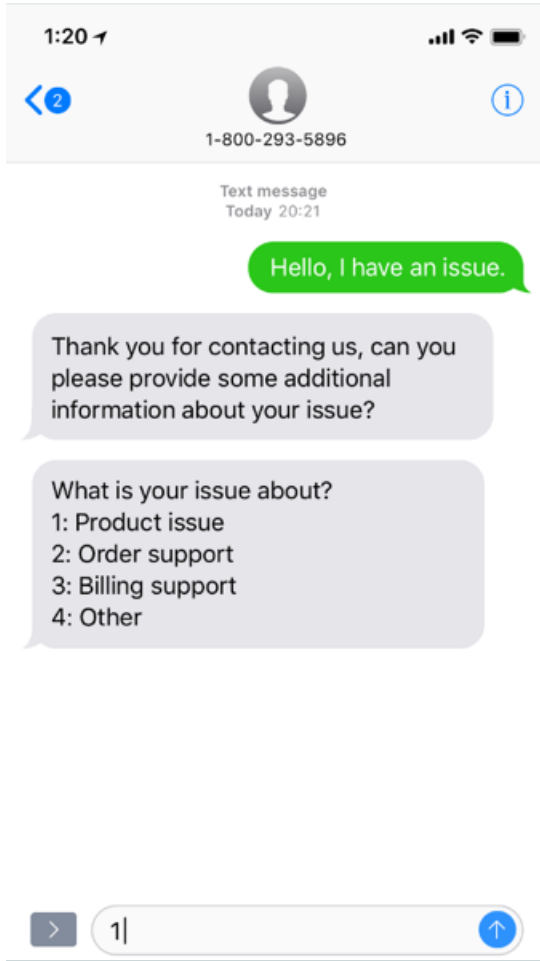 1:20
2
1-800-293-5896
Text message
Today 20:21
Hello, I have an issue.
Thank you for contacting us, can you
please provide some additional
information about your issue?
What is your issue about?
1: Product issue
2: Order support
3: Billing support
4: Other
1